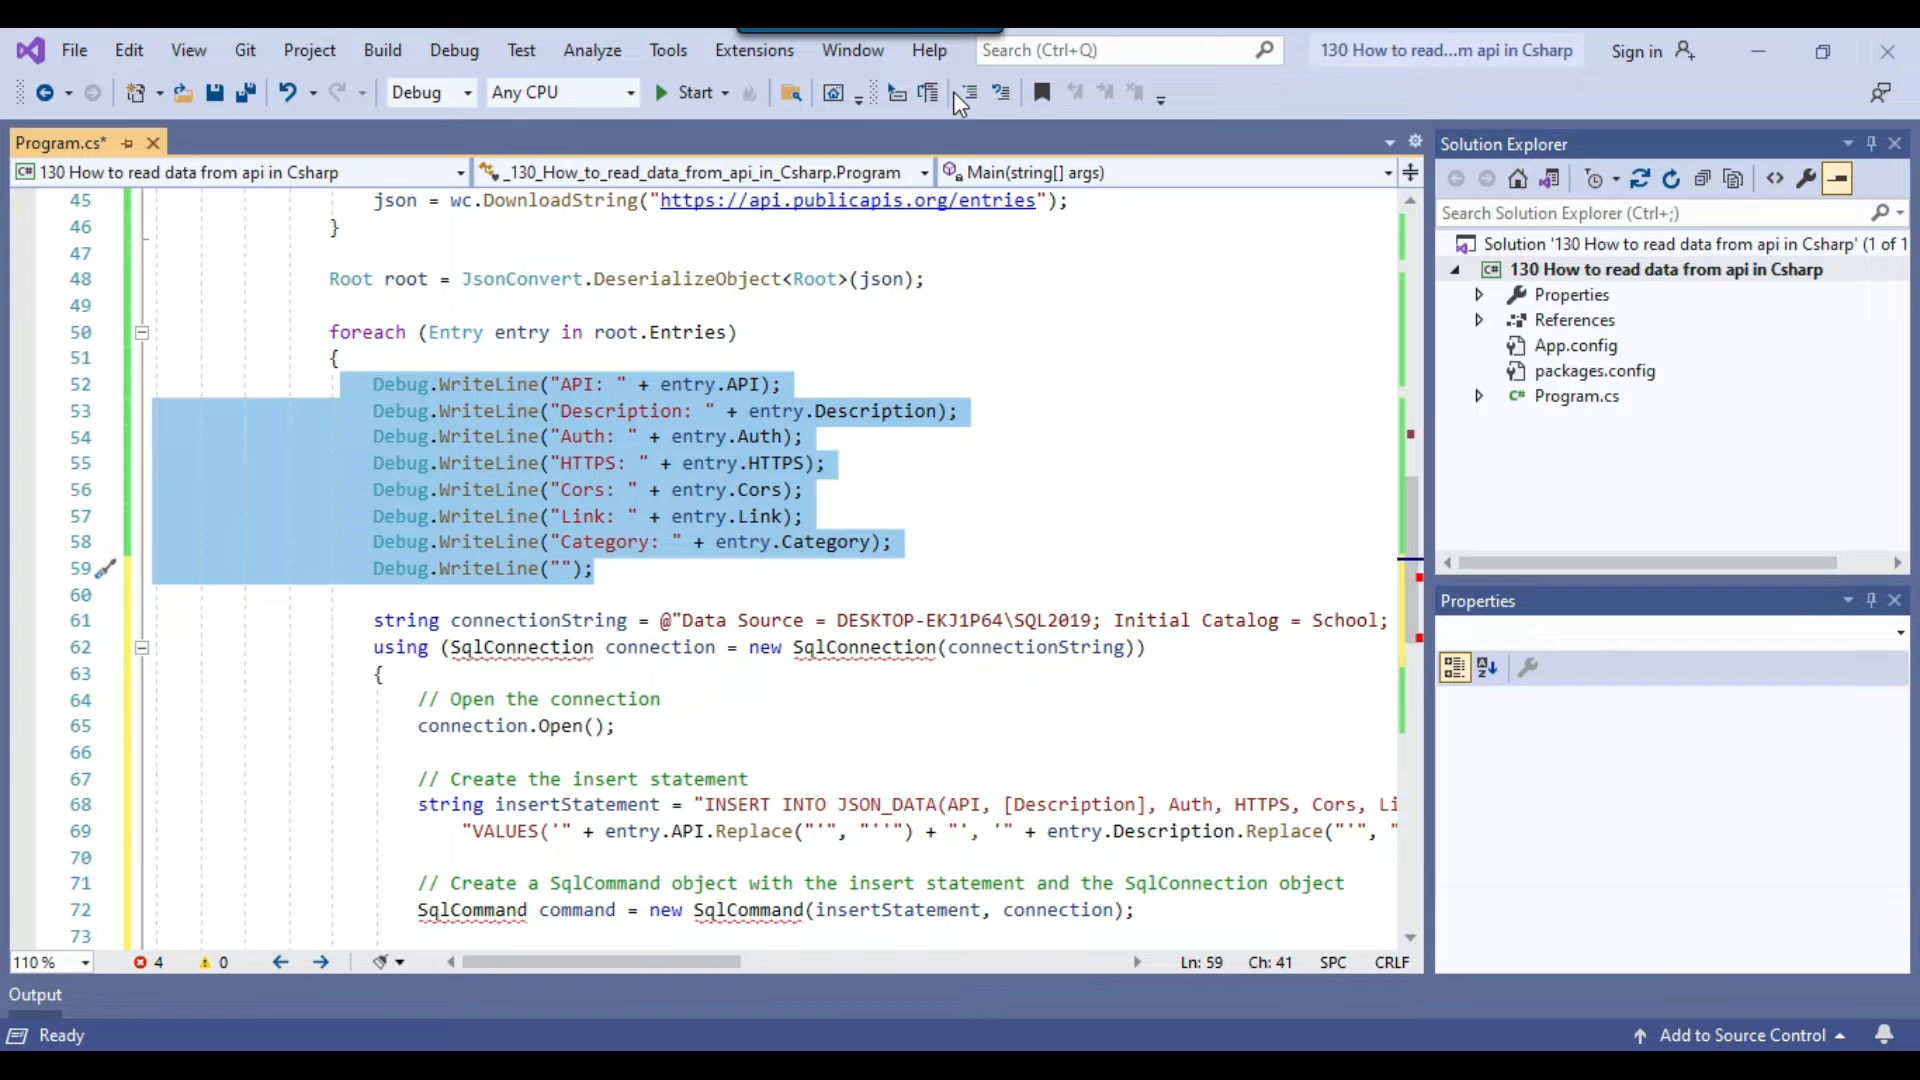 File Edit View Git Project Build Debug Test Analyze Tools Extensions Window Help Search (Ctrl+Q) 130 How to read...m api in Csharp Sign in
Debug Any CPU Start
Program.cs*
130 How to read data from api in Csharp _130_How_to_read_data_from_api_in_Csharp.Program Main(string[] args)
45 json = wc.DownloadString("https://api.publicapis.org/entries");
46 }
47
48 Root root = JsonConvert.DeserializeObject<Root>(json);
49
50 foreach (Entry entry in root.Entries)
51 {
52 Debug.WriteLine("API: " + entry.API);
53 Debug.WriteLine("Description: " + entry.Description);
54 Debug.WriteLine("Auth: " + entry.Auth);
55 Debug.WriteLine("HTTPS: " + entry.HTTPS);
56 Debug.WriteLine("Cors: " + entry.Cors);
57 Debug.WriteLine("Link: " + entry.Link);
58 Debug.WriteLine("Category: " + entry.Category);
59 Debug.WriteLine("");
60
61 string connectionString = @"Data Source = DESKTOP-EKJ1P64\SQL2019; Initial Catalog = School;
62 using (SqlConnection connection = new SqlConnection(connectionString))
63 {
64 // Open the connection
65 connection.Open();
66
67 // Create the insert statement
68 string insertStatement = "INSERT INTO JSON_DATA(API, [Description], Auth, HTTPS, Cors, Li
69 "VALUES('" + entry.API.Replace("'", "''") + "', '" + entry.Description.Replace("'", "
70
71 // Create a SqlCommand object with the insert statement and the SqlConnection object
72 SqlCommand command = new SqlCommand(insertStatement, connection);
73
110 % 4 0 Ln: 59 Ch: 41 SPC CRLF
Solution Explorer
Search Solution Explorer (Ctrl+;)
Solution '130 How to read data from api in Csharp' (1 of 1
130 How to read data from api in Csharp
Properties
References
App.config
packages.config
C# Program.cs
Properties
Output
Ready Add to Source Control